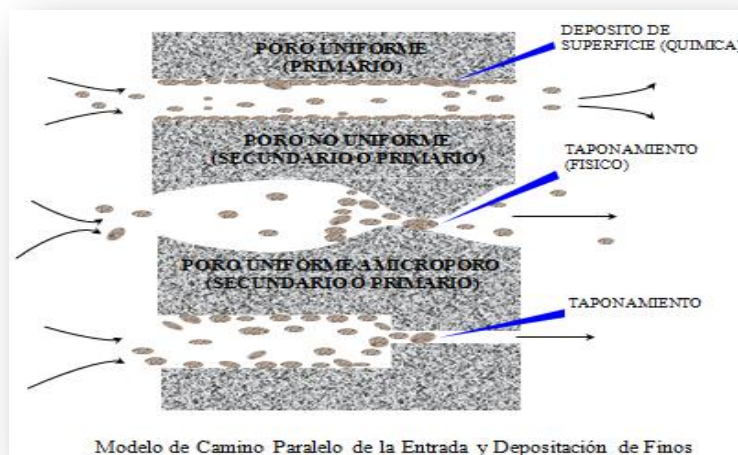 DEPOSITO DE
SUPERFICIE (QUIMICA)
PORO UNIFORME
(PRIMARIO)
PORO NO UNIFORME
(SECUNDARIO O PRIMARIO)
TAPONAMIENTO
(FISICO)
PORO UNIFORME A MICROPORO
(SECUNDARIO O PRIMARIO)
TAPONAMIENTO
Modelo de Camino Paralelo de la Entrada y Depositación de Finos